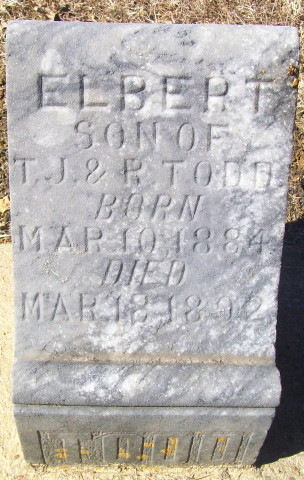 ELBERT
SON OF
T.J. & R. TODD
BORN
MAR. 10, 1884
DIED
MAR. 18, 1892